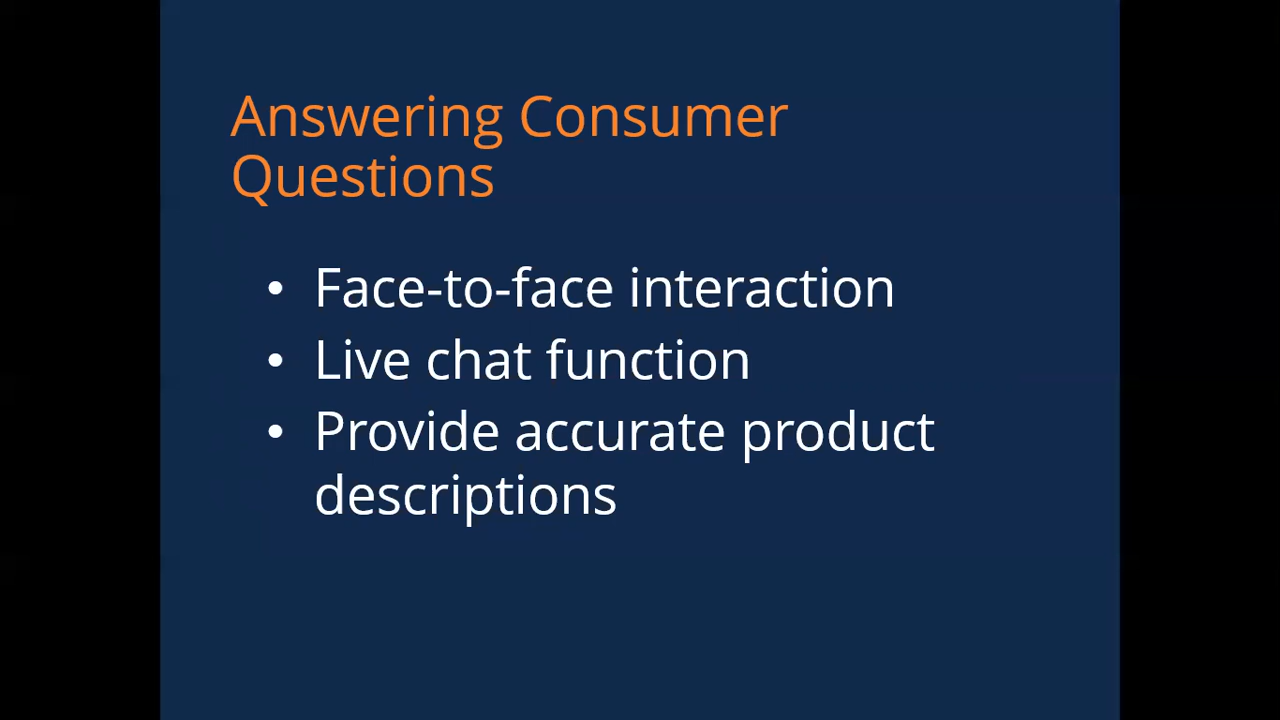 Answering Consumer
Questions
• Face-to-face interaction
• Live chat function
• Provide accurate product
descriptions